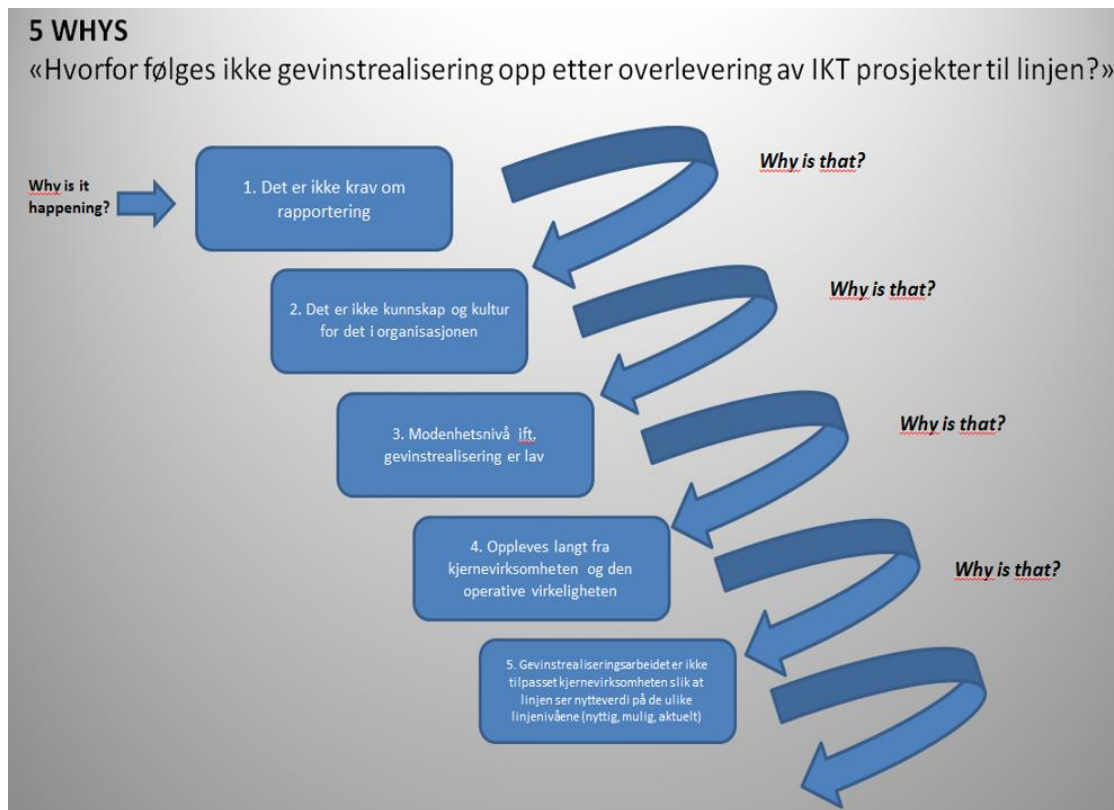 5 WHYS
«Hvorfor følges ikke gevinstrealisering opp etter overlevering av IKT prosjekter til linjen?»
Why is it
happening?
1. Det er ikke krav om
rapportering
Why is that?
2. Det er ikke kunnskap og kultur
for det i organisasjonen
Why is that?
3. Modenhetsnivå ift.
gevinstrealisering er lav
Why is that?
4. Oppleves langt fra
kjernevirksomheten og den
operative virkeligheten
Why is that?
5. Gevinstrealiseringsarbeidet er ikke
tilpasset kjernevirksomheten slik at
linjen ser nytteverdi på de ulike
linjenivåene (nyttig, mulig, aktuelt)